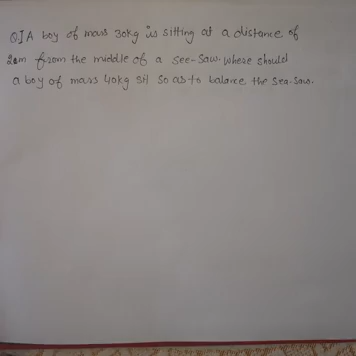 Q.1 A boy of mass 30kg is sitting at a distance of
2m from the middle of a see-saw. where should
a boy of mass 40kg sit so as to balance the sea-saw.